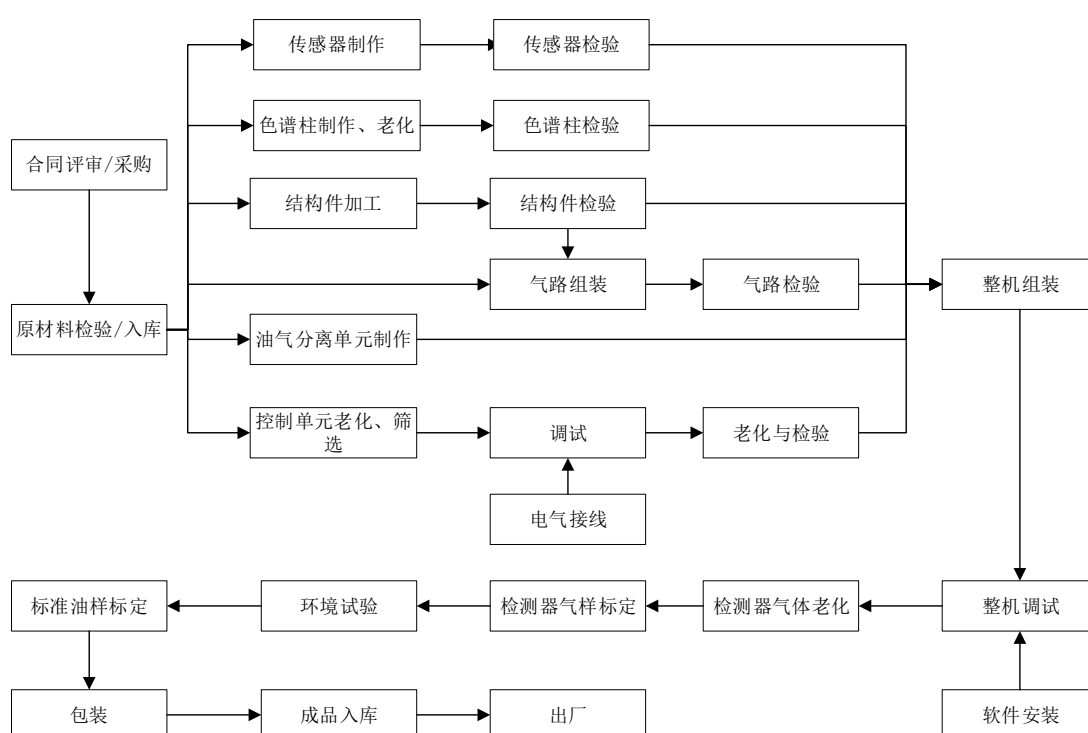 传感器制作
传感器检验
色谱柱制作、老化
色谱柱检验
合同评审/采购
结构件加工
结构件检验
气路组装
气路检验
整机组装
原材料检验/入库
油气分离单元制作
控制单元老化、筛
选
调试
老化与检验
电气接线
标准油样标定
环境试验
检测器气样标定
检测器气体老化
整机调试
包装
成品入库
出厂
软件安装